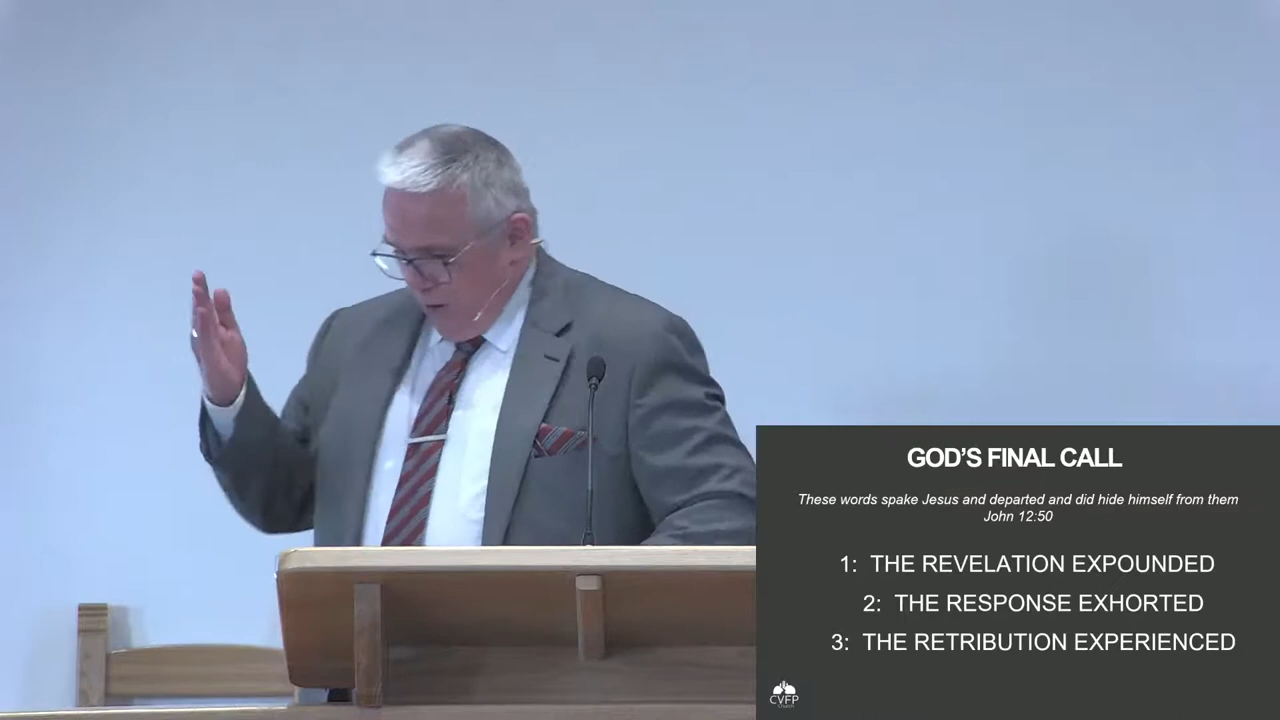 GOD'S FINAL CALL
These words spake Jesus and departed and did hide himself from them
John 12:50
1: THE REVELATION EXPOUNDED
2: THE RESPONSE EXHORTED
3: THE RETRIBUTION EXPERIENCED
CVFP
Church